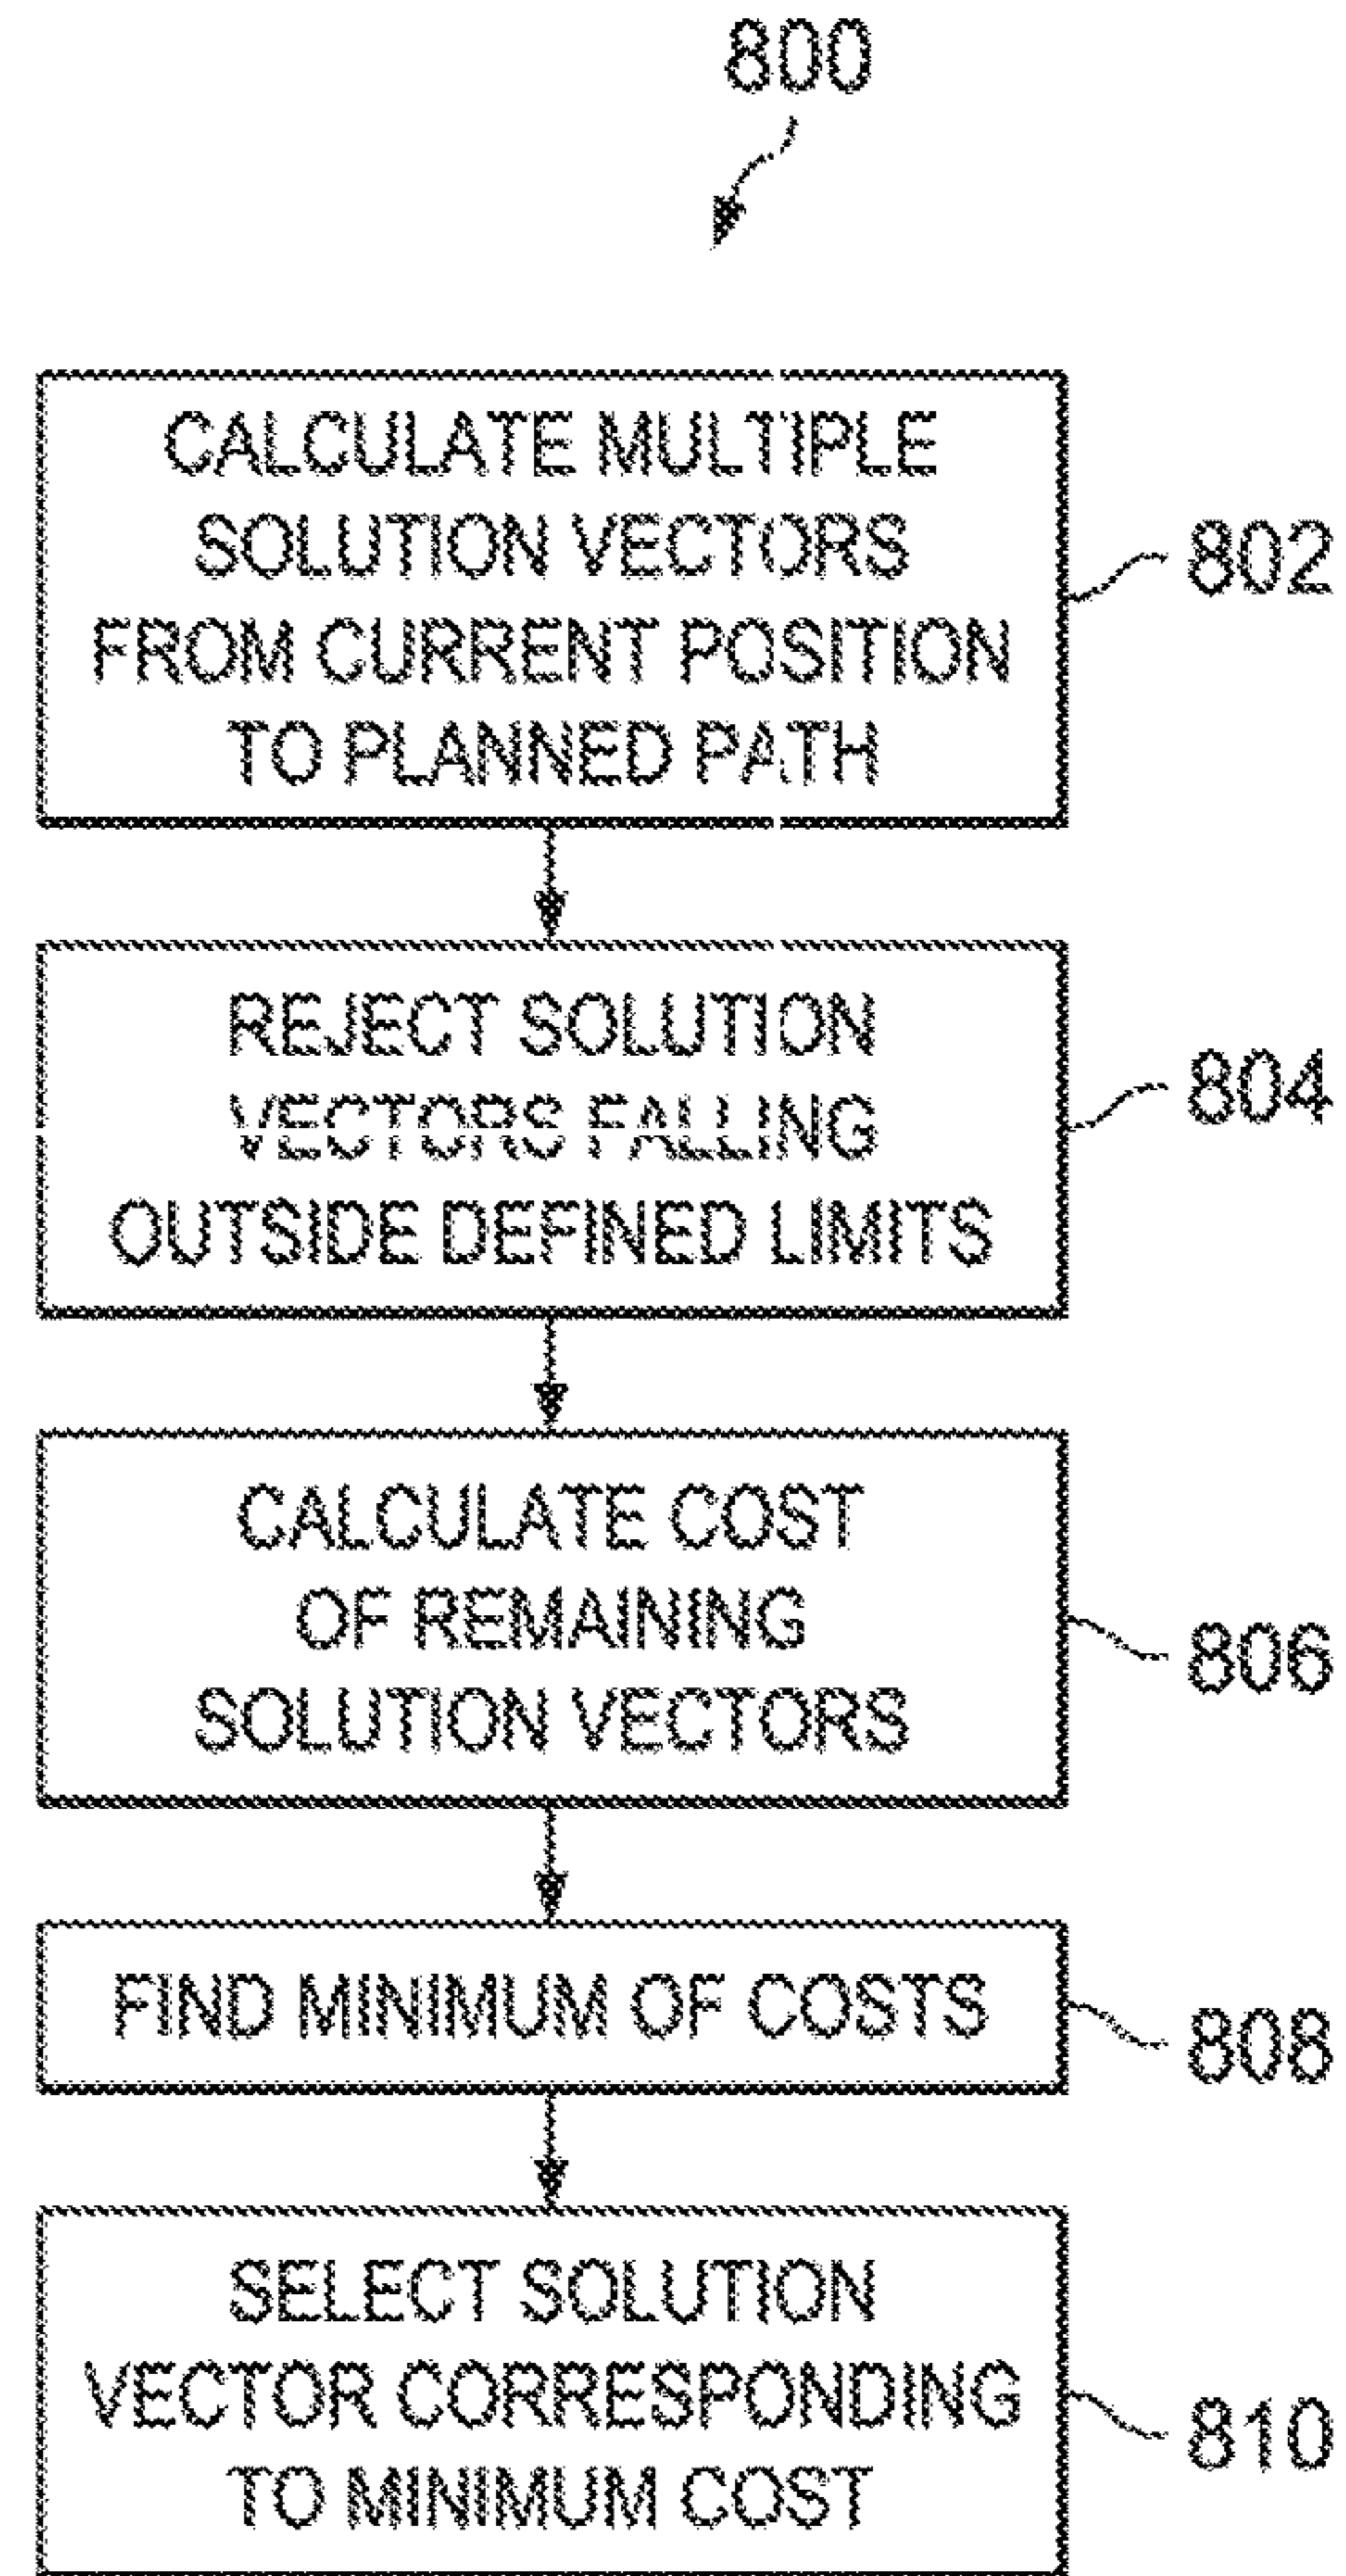 800
CALCULATE MULTIPLE
SOLUTION VECTORS
FROM CURRENT POSITION
TO PLANNED PATH
802
REJECT SOLUTION
VECTORS FALLING
OUTSIDE DEFINED LIMITS
804
CALCULATE COST
OF REMAINING
SOLUTION VECTORS
806
FIND MINIMUM OF COSTS
808
SELECT SOLUTION
VECTOR CORRESPONDING
TO MINIMUM COST
810